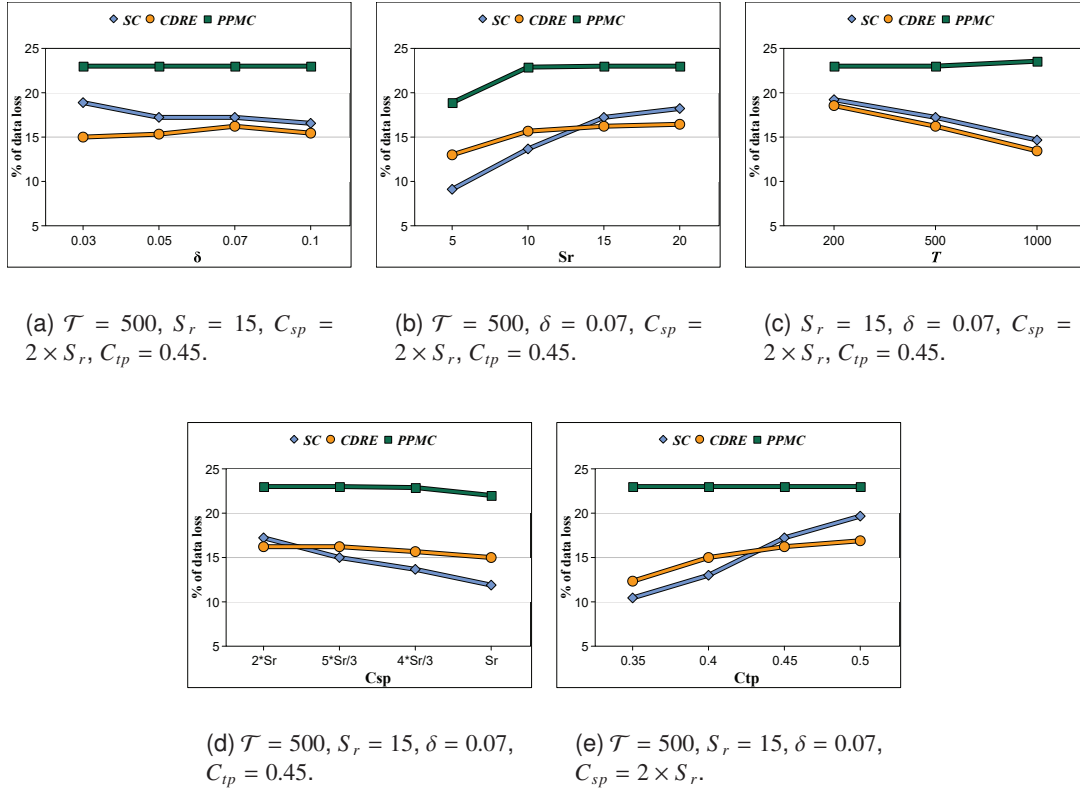 SC CDRE PPMC
% of data loss
25
20
15
10
5
0.03 0.05 0.07 0.1
δ
SC CDRE PPMC
% of data loss
25
20
15
10
5
5 10 15 20
Sr
SC CDRE PPMC
% of data loss
25
20
15
10
5
200 500 1000
T
(a) 𝒯 = 500, S_r = 15, C_sp =
2 × S_r, C_tp = 0.45.
(b) 𝒯 = 500, δ = 0.07, C_sp =
2 × S_r, C_tp = 0.45.
(c) S_r = 15, δ = 0.07, C_sp =
2 × S_r, C_tp = 0.45.
SC CDRE PPMC
% of data loss
25
20
15
10
5
2*Sr 5*Sr/3 4*Sr/3 Sr
Csp
SC CDRE PPMC
% of data loss
25
20
15
10
5
0.35 0.4 0.45 0.5
Ctp
(d) 𝒯 = 500, S_r = 15, δ = 0.07,
C_tp = 0.45.
(e) 𝒯 = 500, S_r = 15, δ = 0.07,
C_sp = 2 × S_r.